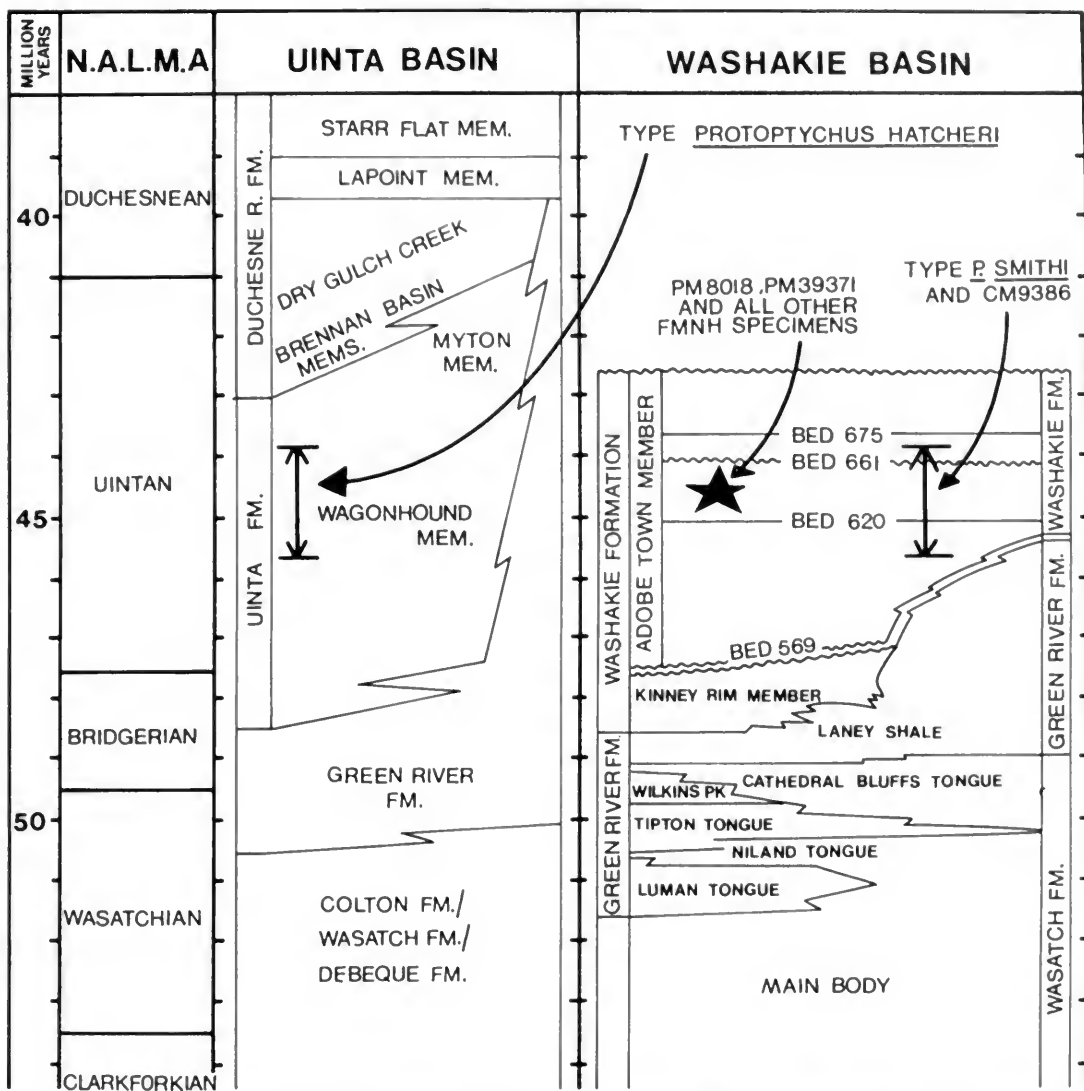 MILLION
YEARS
N.A.L.M.A
UINTA BASIN
WASHAKIE BASIN
40
45
50
DUCHESNEAN
UINTAN
BRIDGERIAN
WASATCHIAN
CLARKFORKIAN
DUCHESNE R. FM.
UINTA FM.
STARR FLAT MEM.
LAPOINT MEM.
DRY GULCH CREEK
BRENNAN BASIN
MEMS.
MYTON
MEM.
WAGONHOUND
MEM.
GREEN RIVER
FM.
COLTON FM./
WASATCH FM./
DEBEQUE FM.
TYPE PROTOPTYCHUS HATCHERI
PM8018, PM39371
AND ALL OTHER
FMNH SPECIMENS
TYPE P. SMITHI
AND CM9386
WASHAKIE FORMATION
ADOBE TOWN MEMBER
BED 675
BED 661
BED 620
BED 569
KINNEY RIM MEMBER
LANEY SHALE
GREEN RIVER FM.
CATHEDRAL BLUFFS TONGUE
WILKINS PK
TIPTON TONGUE
NILAND TONGUE
LUMAN TONGUE
MAIN BODY
WASHAKIE FM.
GREEN RIVER FM.
WASATCH FM.